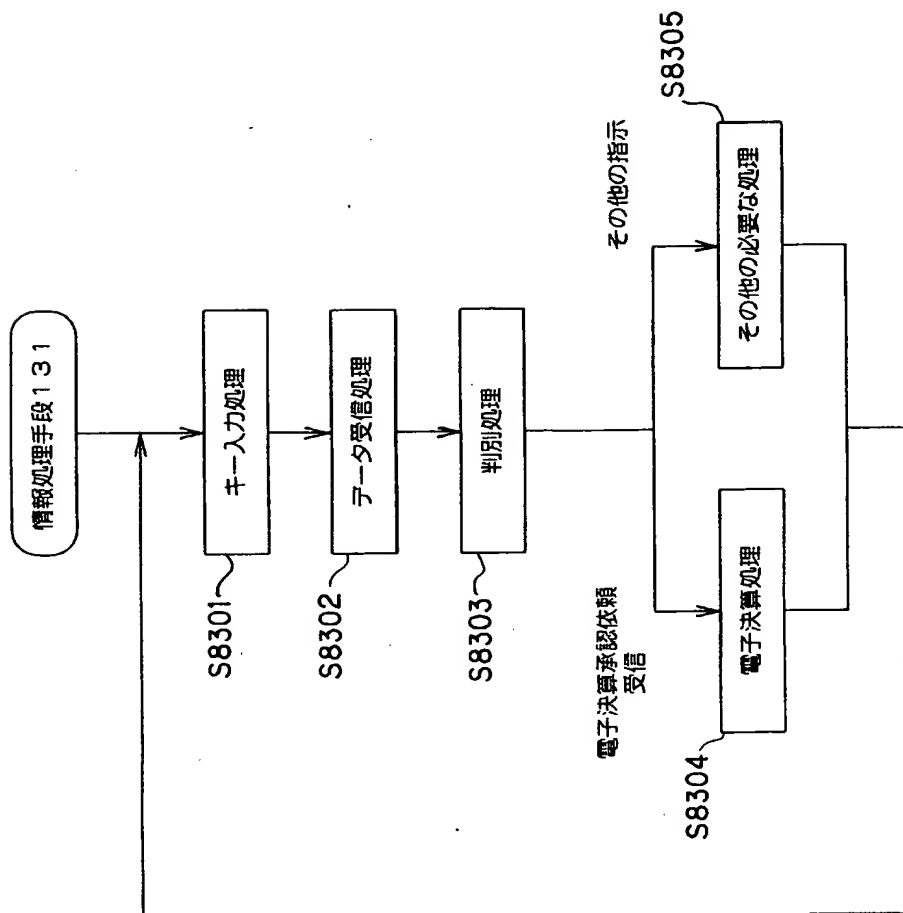 情報処理手段131
キー入力処理
S8301
データ受信処理
S8302
判別処理
S8303
電子決算承認依頼
受信
その他の指示
電子決算処理
S8304
その他の必要な処理
S8305